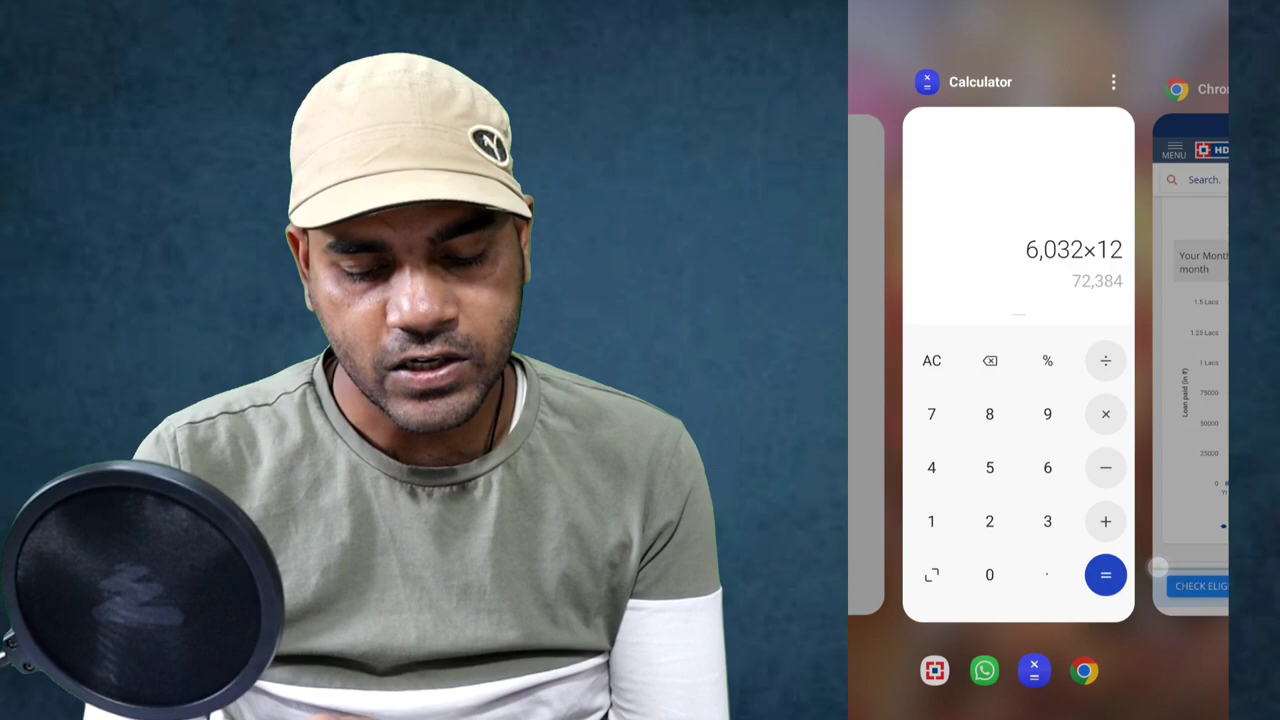 Calculator
6,032×12
72,384
AC % ÷
7 8 9 ×
4 5 6 −
1 2 3 +
0 . =
MENU
HD
Search.
Your Month
month
1.5 Lacs
1.25 Lacs
1 Lacs
75000
50000
25000
0
Loan paid (in ₹)
CHECK ELIG